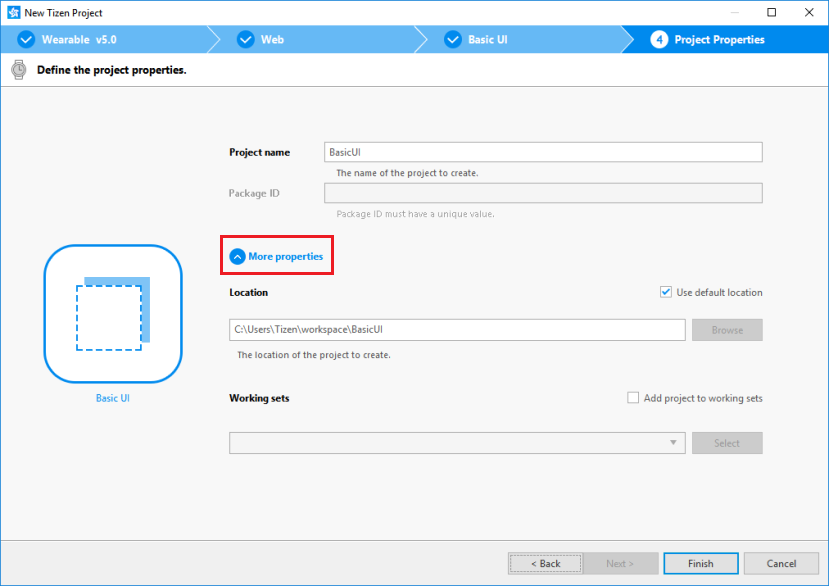 New Tizen Project
Wearable v5.0
Web
Basic UI
4 Project Properties
Define the project properties.
Project name
BasicUI
The name of the project to create.
Package ID
Package ID must have a unique value.
More properties
Location
Use default location
C:\Users\Tizen\workspace\BasicUI
Browse
The location of the project to create.
Basic UI
Working sets
Add project to working sets
Select
< Back
Next >
Finish
Cancel